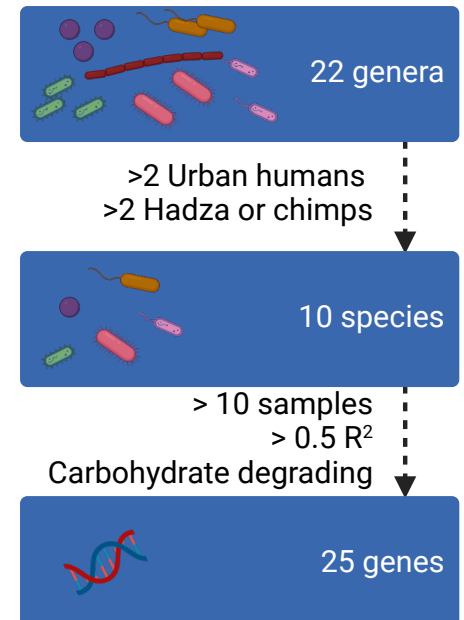 22 genera
>2 Urban humans
>2 Hadza or chimps
10 species
> 10 samples
> 0.5 R²
Carbohydrate degrading
25 genes